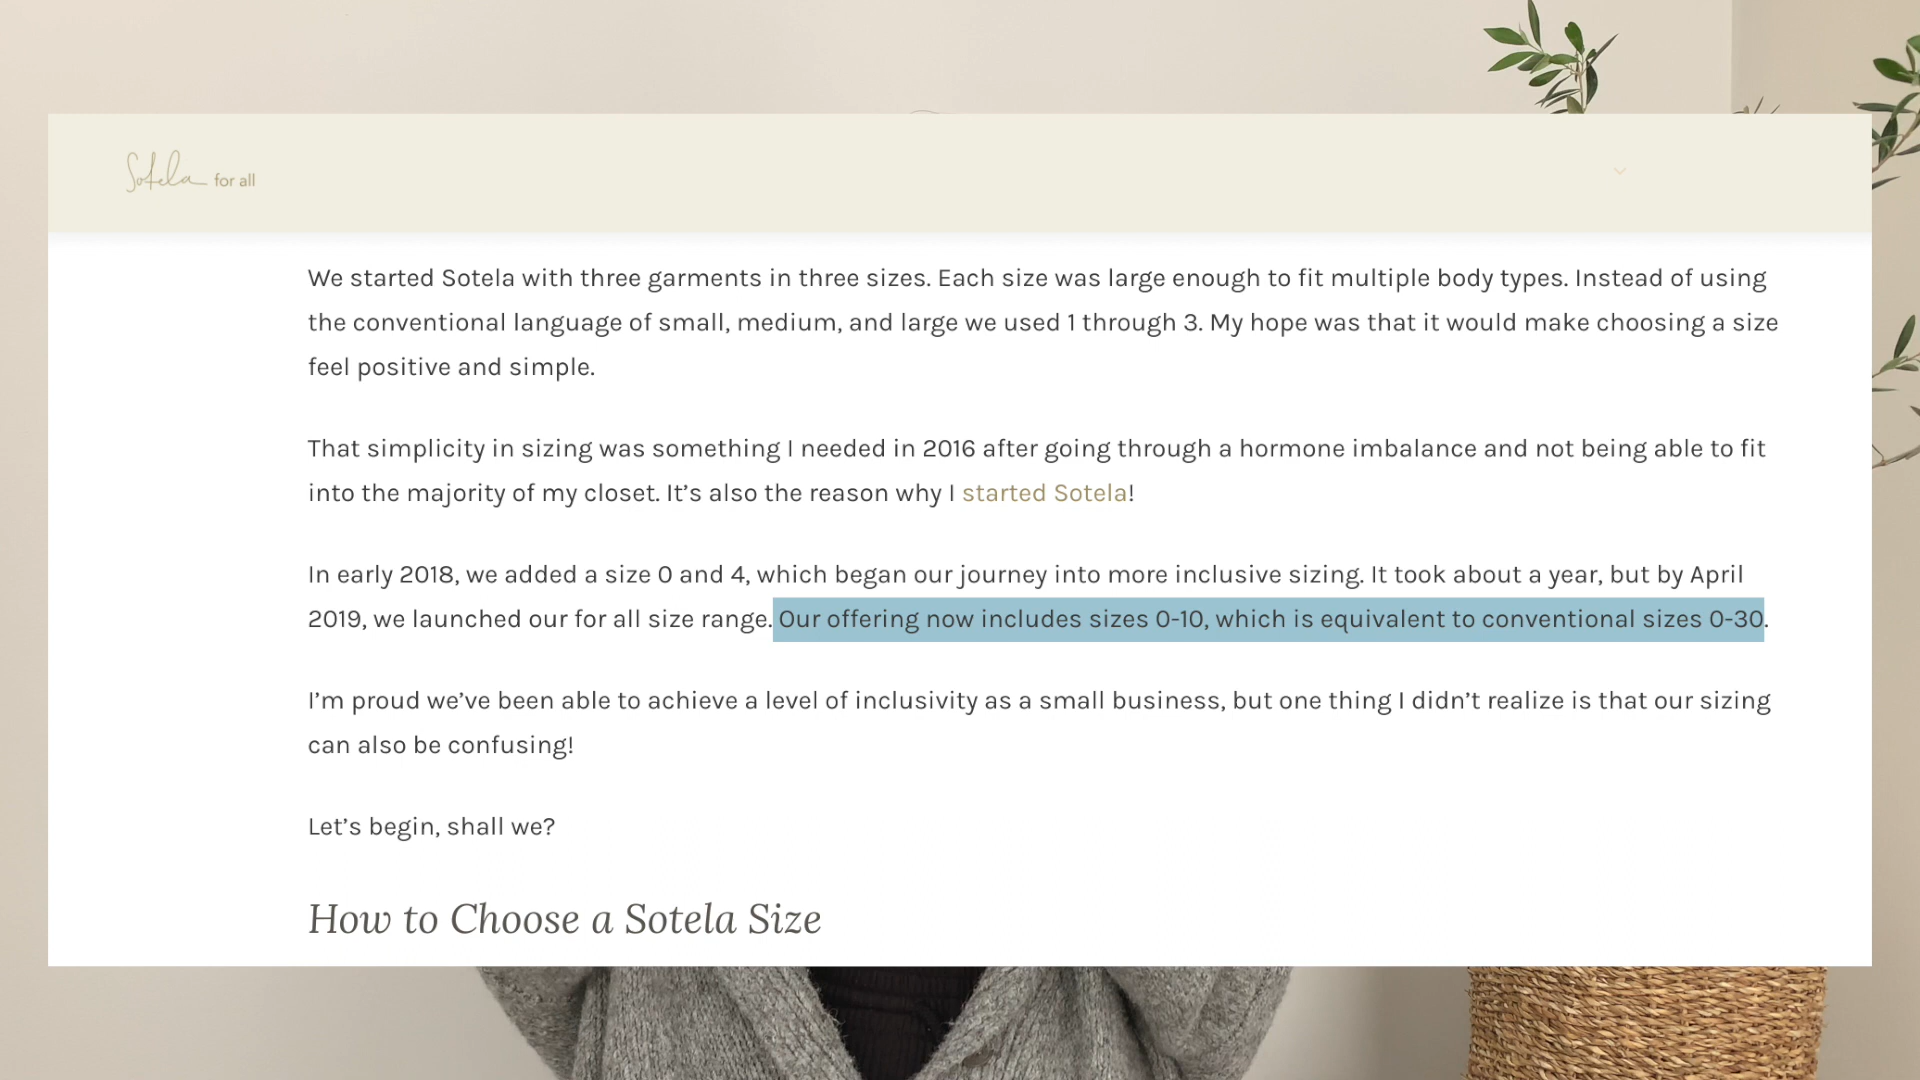 Sotela for all
We started Sotela with three garments in three sizes. Each size was large enough to fit multiple body types. Instead of using
the conventional language of small, medium, and large we used 1 through 3. My hope was that it would make choosing a size
feel positive and simple.
That simplicity in sizing was something I needed in 2016 after going through a hormone imbalance and not being able to fit
into the majority of my closet. It’s also the reason why I started Sotela!
In early 2018, we added a size 0 and 4, which began our journey into more inclusive sizing. It took about a year, but by April
2019, we launched our for all size range. Our offering now includes sizes 0-10, which is equivalent to conventional sizes 0-30.
I’m proud we’ve been able to achieve a level of inclusivity as a small business, but one thing I didn’t realize is that our sizing
can also be confusing!
Let’s begin, shall we?
How to Choose a Sotela Size